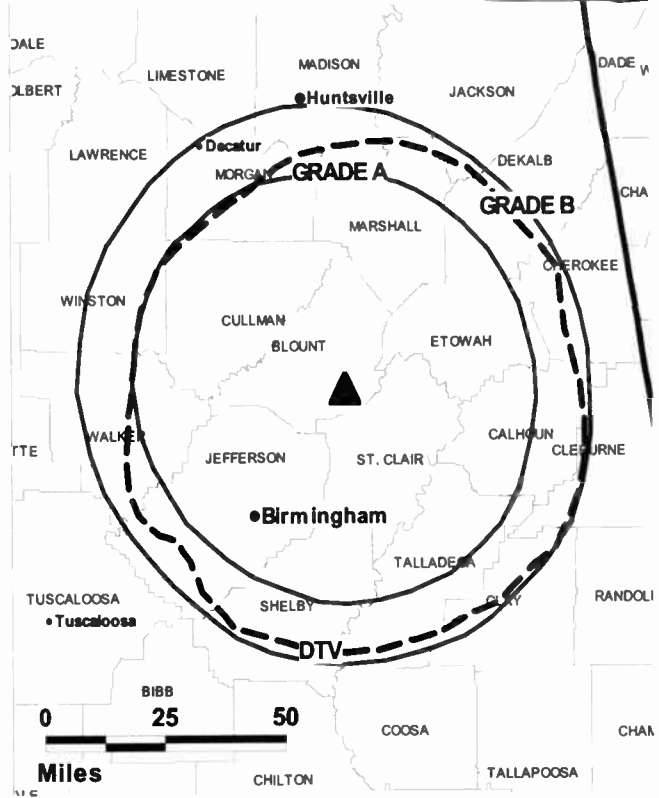 DALE
MADISON
DADE
LIMESTONE
OLBERT
JACKSON
Huntsville
Decatur
LAWRENCE
DEKALB
MORGAN
GRADE A
CHA
GRADE B
MARSHALL
CHEROKEE
WINSTON
CULLMAN
BLOUNT
ETOWAH
WALKER
CALHOUN
TTE
CLEBURNE
JEFFERSON
ST. CLAIR
Birmingham
TALLADEGA
TUSCALOOSA
SHELBY
CLAY
RANDOL
Tuscaloosa
DTV
BIBB
0 25 50
COOSA
CHAM
Miles
CHILTON
TALLAPOOSA